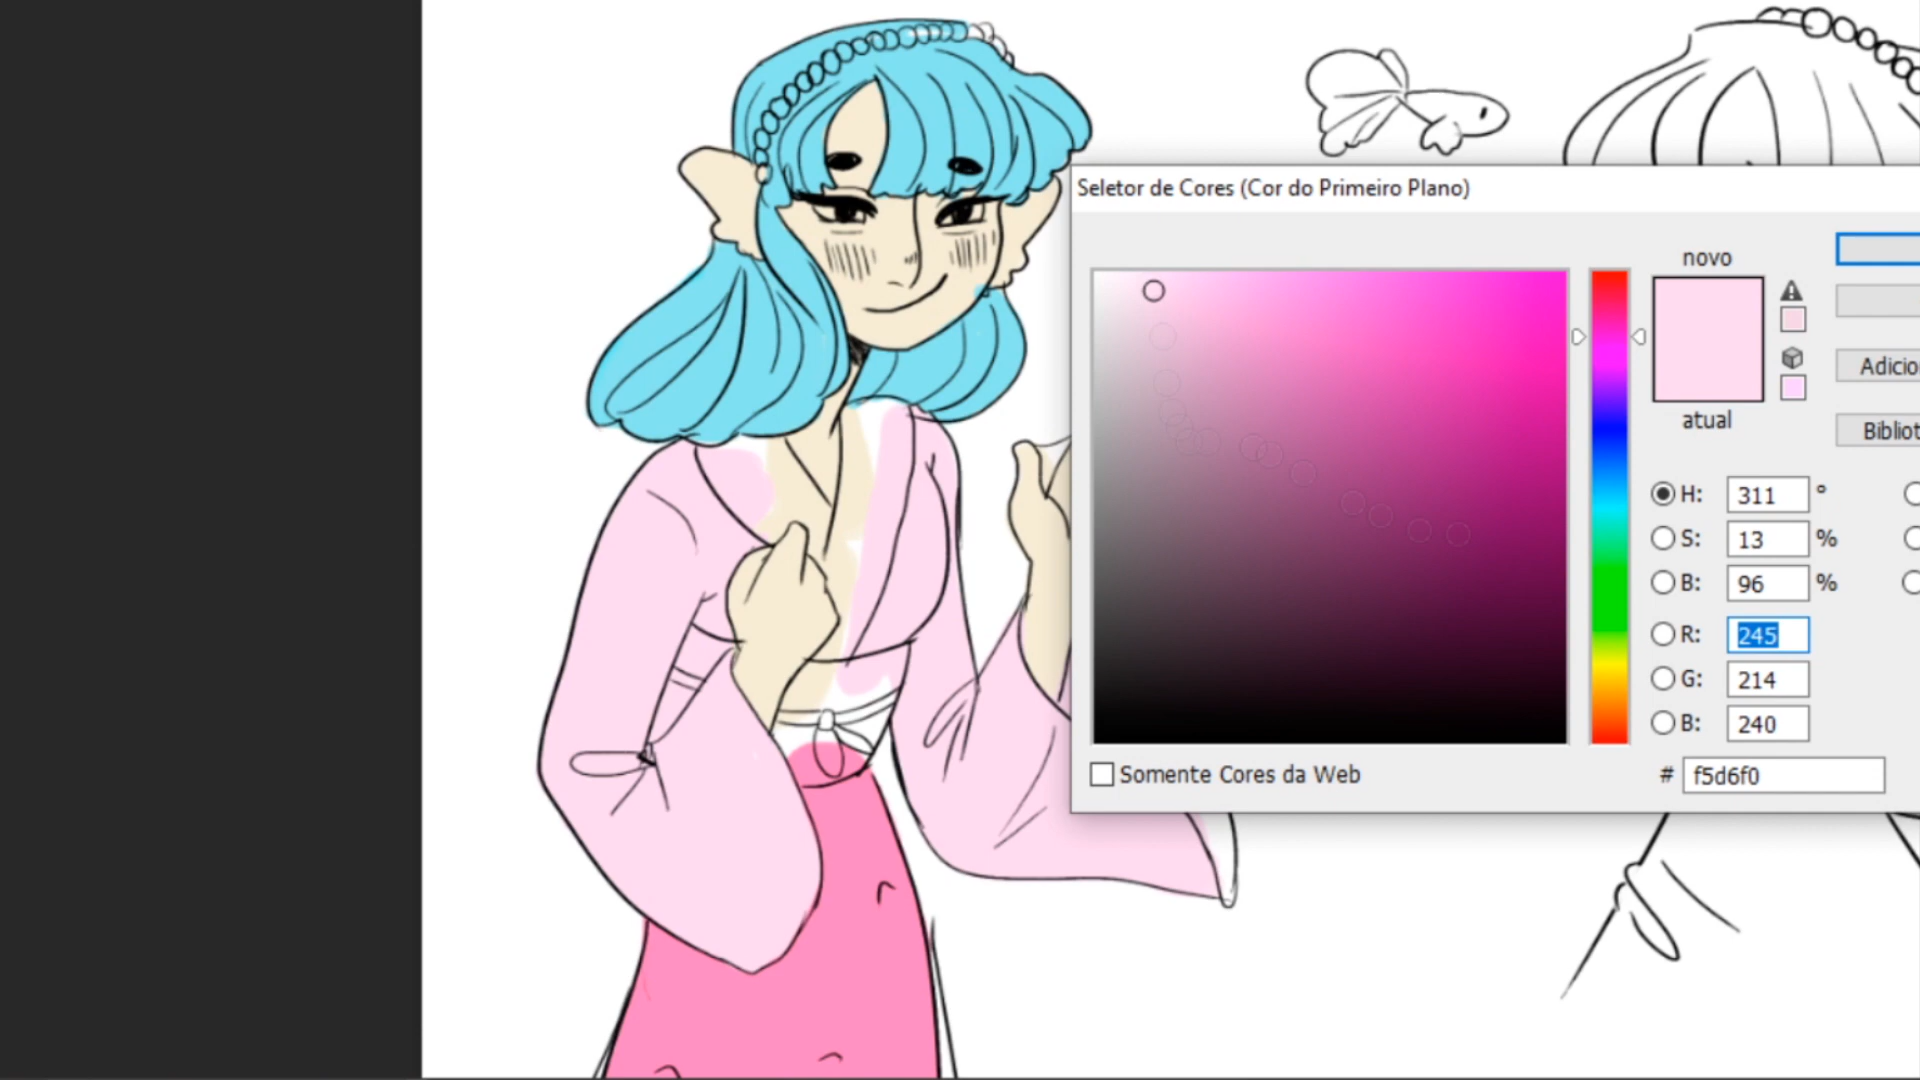 Seletor de Cores (Cor do Primeiro Plano)
novo
atual
Adicio
Bibliot
H: 311 °
S: 13 %
B: 96 %
R: 245
G: 214
B: 240
Somente Cores da Web
# f5d6f0